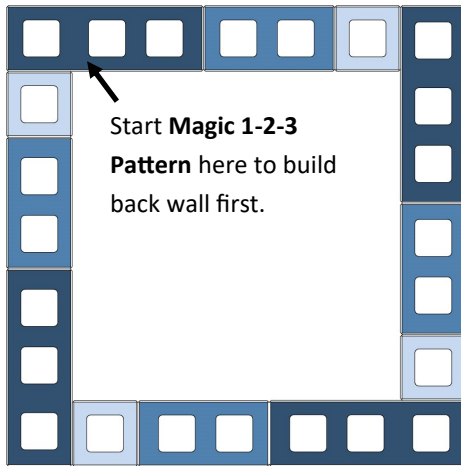 Start Magic 1-2-3
Pattern here to build
back wall first.